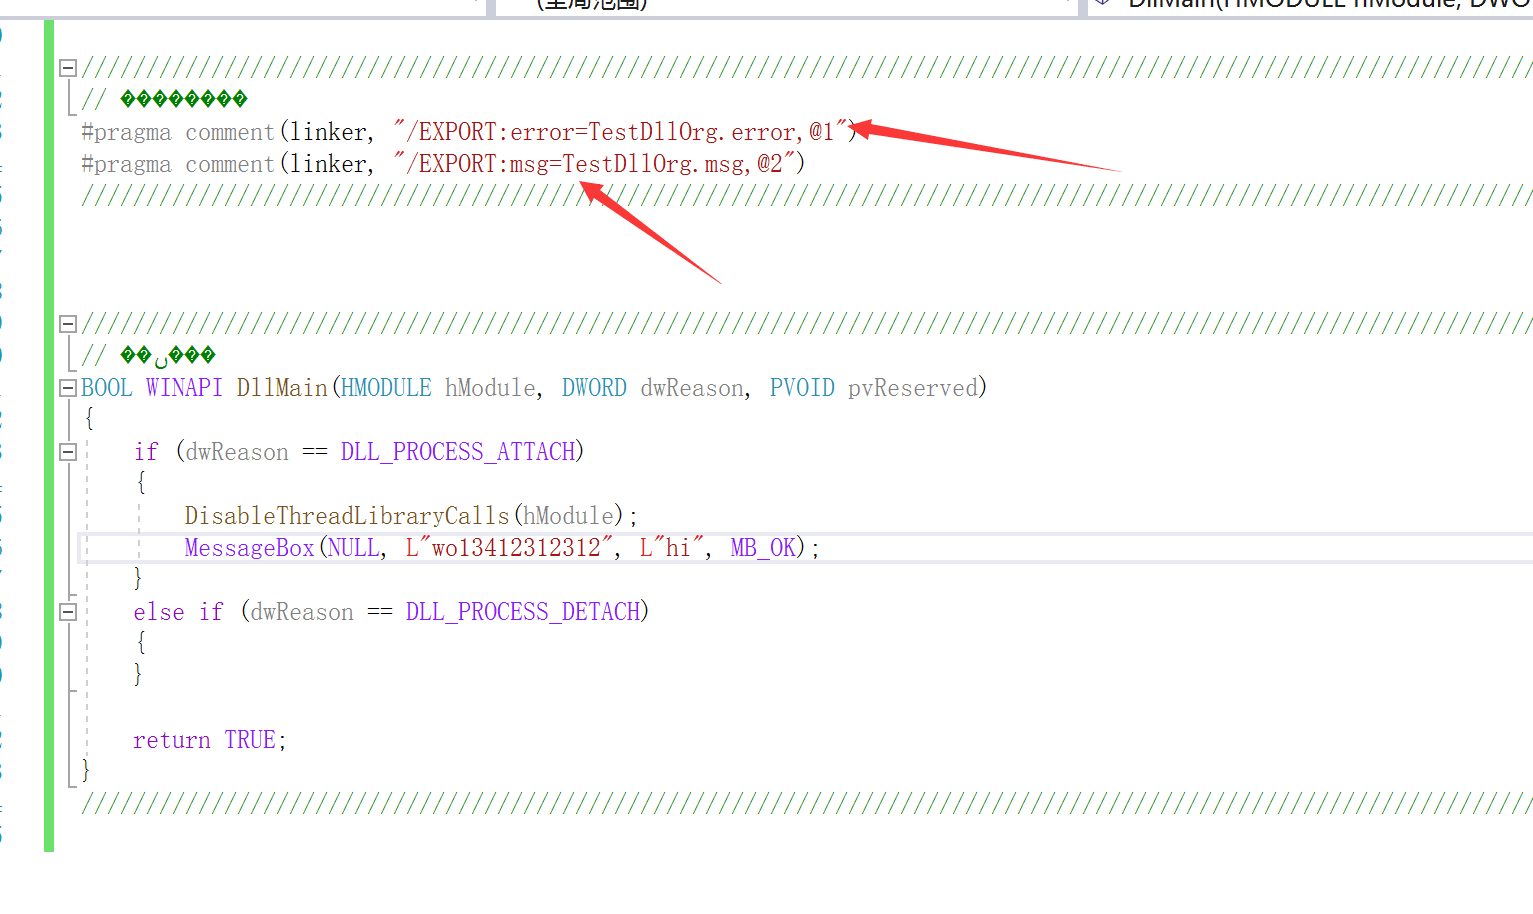 (全局范围) DllMain(HMODULE hModule, DWO
////////////////////////////////////////////////////////////////////////////////////////////////////////////////
// ��������
#pragma comment(linker, "/EXPORT:error=TestDllOrg.error,@1")
#pragma comment(linker, "/EXPORT:msg=TestDllOrg.msg,@2")
////////////////////////////////////////////////////////////////////////////////////////////////////////////////
////////////////////////////////////////////////////////////////////////////////////////////////////////////////
// ��ں���
BOOL WINAPI DllMain(HMODULE hModule, DWORD dwReason, PVOID pvReserved)
{
if (dwReason == DLL_PROCESS_ATTACH)
{
DisableThreadLibraryCalls(hModule);
MessageBox(NULL, L"wo13412312312", L"hi", MB_OK);
}
else if (dwReason == DLL_PROCESS_DETACH)
{
}
return TRUE;
}
////////////////////////////////////////////////////////////////////////////////////////////////////////////////